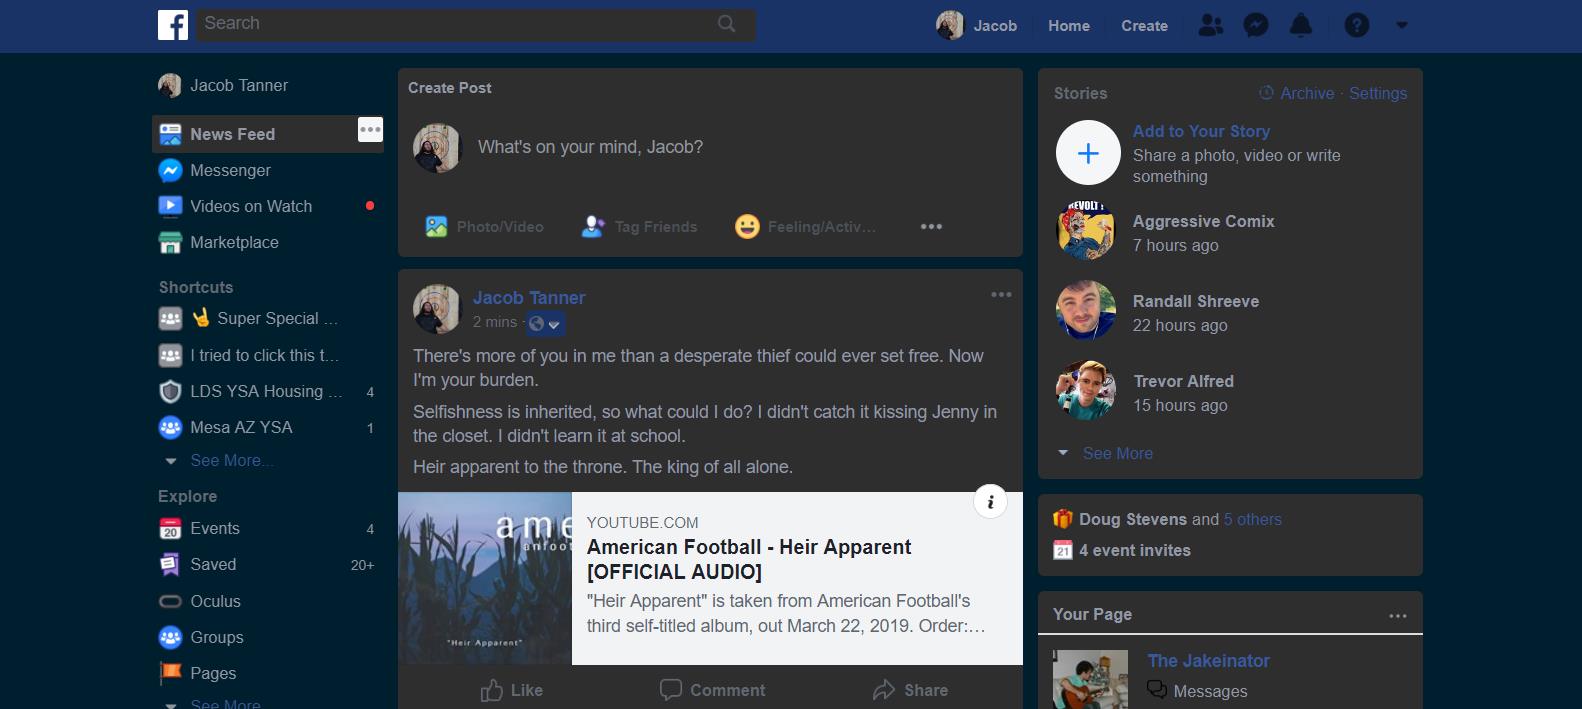 Search
Jacob
Home
Create
Jacob Tanner
News Feed
Messenger
Videos on Watch
Marketplace
Shortcuts
🤘 Super Special ...
I tried to click this t...
LDS YSA Housing ... 4
Mesa AZ YSA 1
See More...
Explore
Events 4
Saved 20+
Oculus
Groups
Pages
See More
Create Post
What's on your mind, Jacob?
Photo/Video
Tag Friends
Feeling/Activ...
Jacob Tanner
2 mins ·
There's more of you in me than a desperate thief could ever set free. Now
I'm your burden.
Selfishness is inherited, so what could I do? I didn't catch it kissing Jenny in
the closet. I didn't learn it at school.
Heir apparent to the throne. The king of all alone.
ame
anfoot
"Heir Apparent"
YOUTUBE.COM
American Football - Heir Apparent
[OFFICIAL AUDIO]
"Heir Apparent" is taken from American Football's
third self-titled album, out March 22, 2019. Order:...
Like
Comment
Share
Stories
Archive · Settings
Add to Your Story
Share a photo, video or write
something
REVOLT!
Aggressive Comix
7 hours ago
Randall Shreeve
22 hours ago
Trevor Alfred
15 hours ago
See More
Doug Stevens and 5 others
4 event invites
Your Page
The Jakeinator
Messages